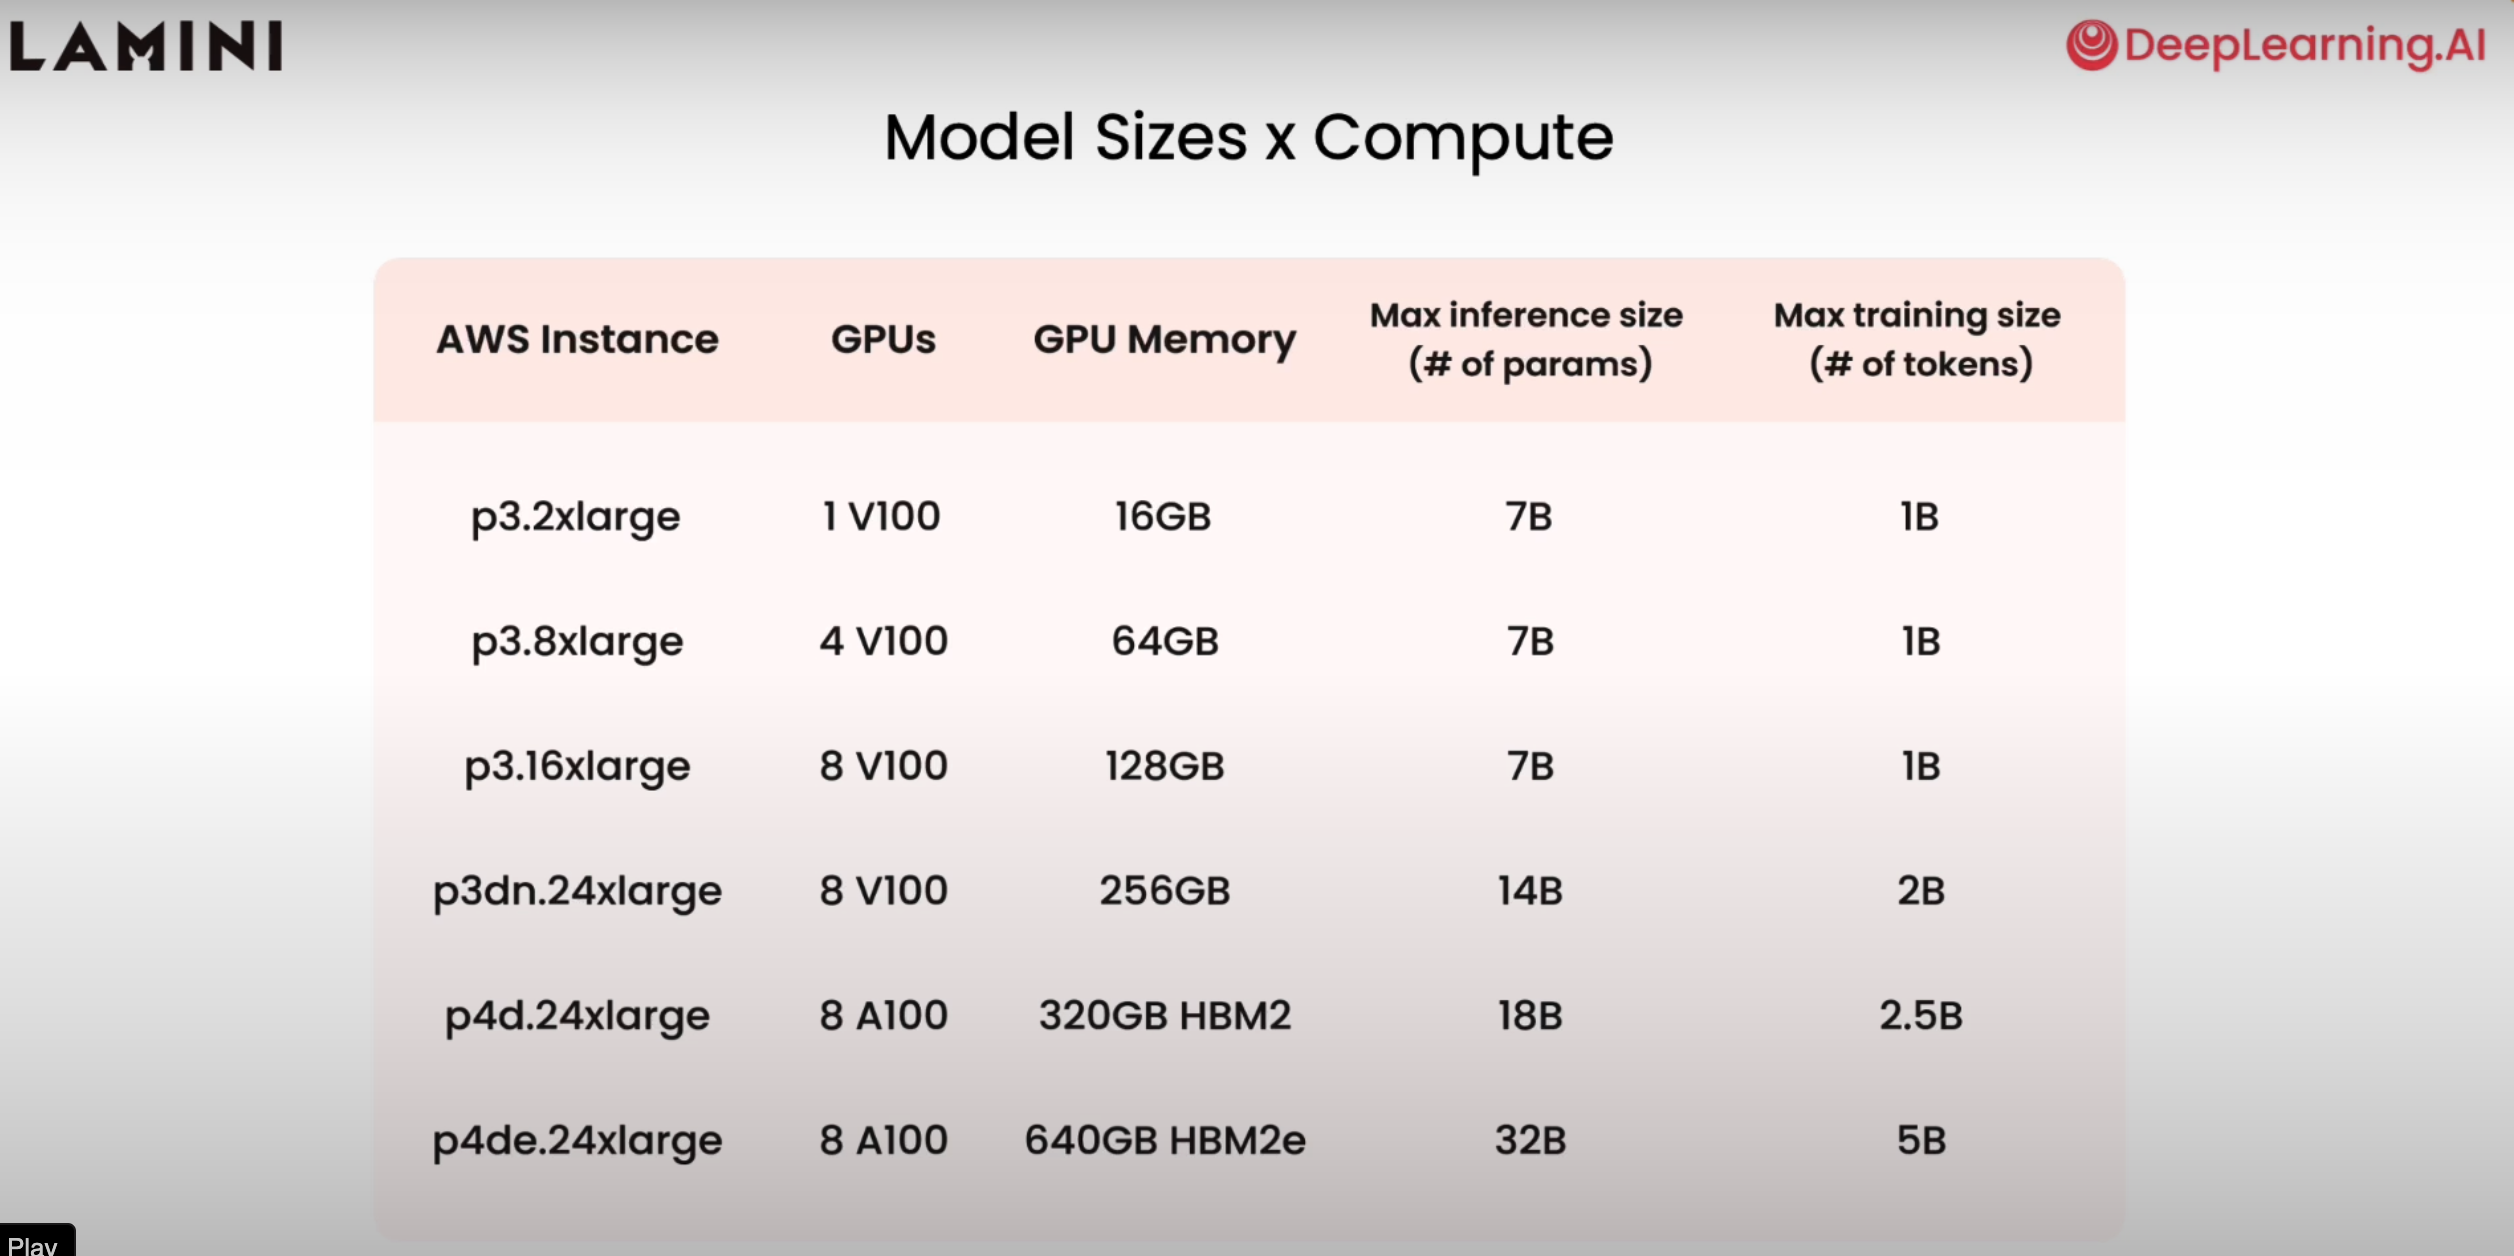 LAMINI
DeepLearning.AI
Model Sizes x Compute
AWS Instance GPUs GPU Memory Max inference size (# of params) Max training size (# of tokens)
p3.2xlarge 1 V100 16GB 7B 1B
p3.8xlarge 4 V100 64GB 7B 1B
p3.16xlarge 8 V100 128GB 7B 1B
p3dn.24xlarge 8 V100 256GB 14B 2B
p4d.24xlarge 8 A100 320GB HBM2 18B 2.5B
p4de.24xlarge 8 A100 640GB HBM2e 32B 5B
Play